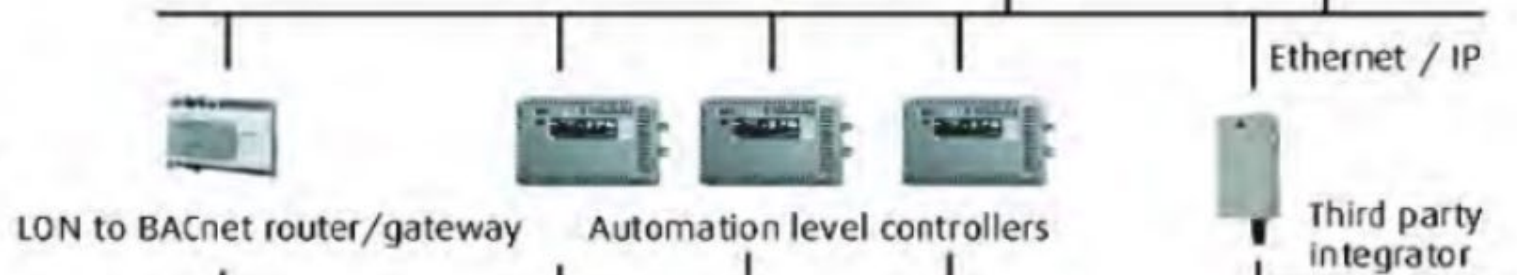 Ethernet / IP
LON to BACnet router/gateway
Automation level controllers
Third party
integrator